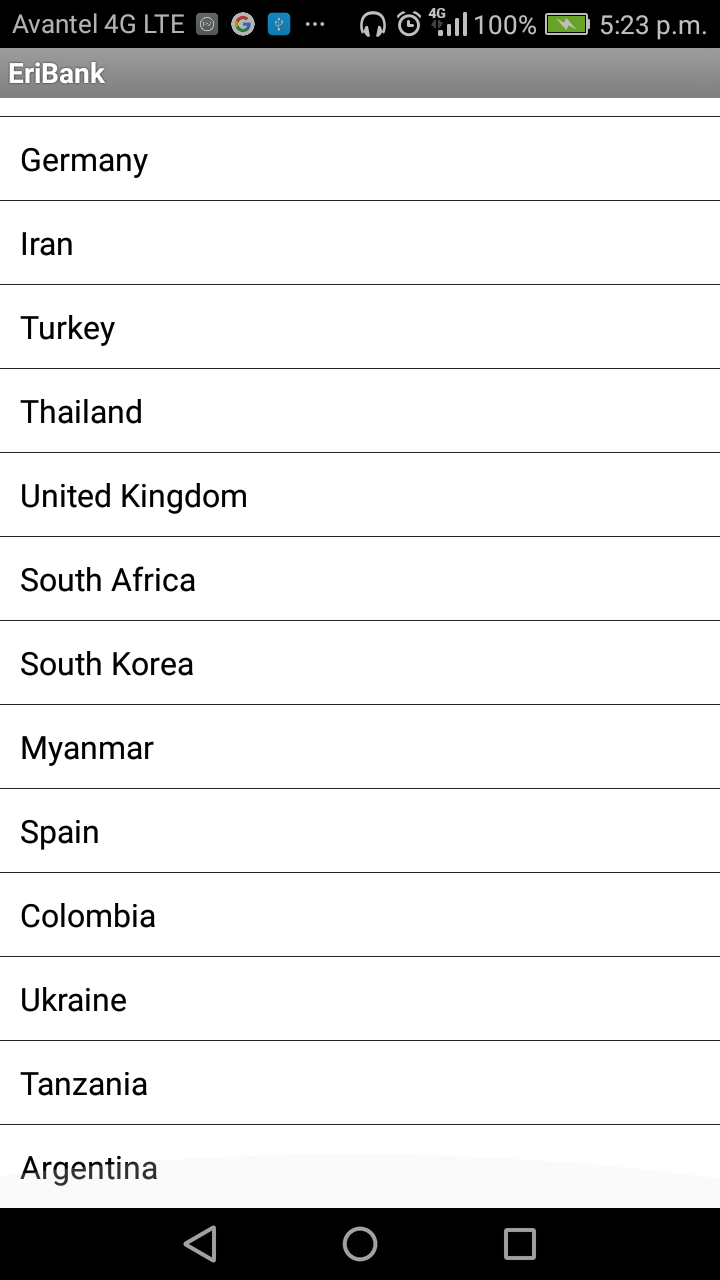 Avantel 4G LTE ... 4G 100% 5:23 p.m.
EriBank
Germany
Iran
Turkey
Thailand
United Kingdom
South Africa
South Korea
Myanmar
Spain
Colombia
Ukraine
Tanzania
Argentina